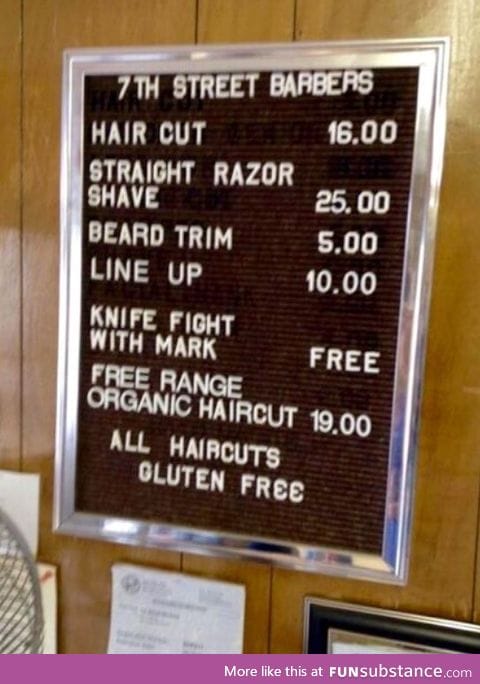 7TH STREET BARBERS
HAIR CUT 16.00
STRAIGHT RAZOR
SHAVE 25.00
BEARD TRIM 5.00
LINE UP 10.00
KNIFE FIGHT
WITH MARK FREE
FREE RANGE
ORGANIC HAIRCUT 19.00
ALL HAIRCUTS
GLUTEN FREE
More like this at FUNsubstance.com